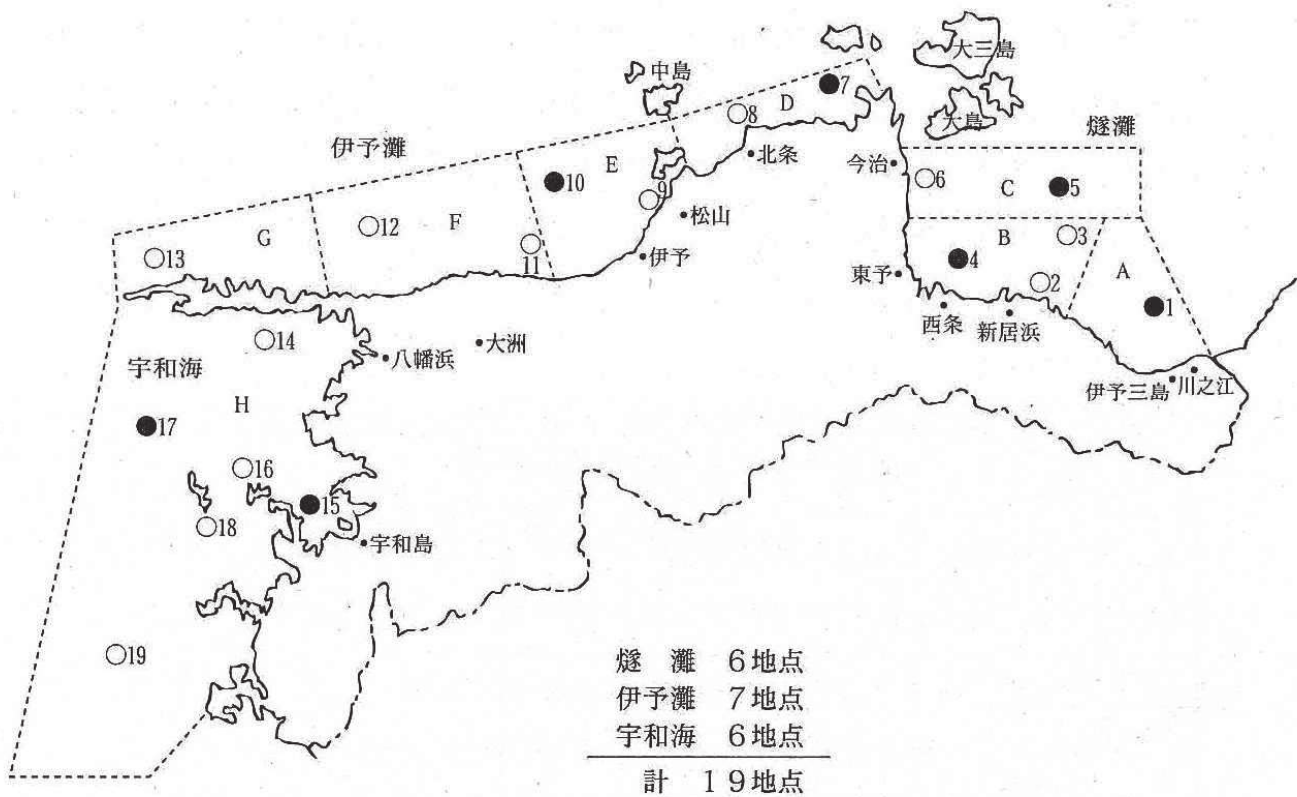 大三島
中島
7
D
8
大島
燧灘
伊予灘
北条
今治
E
10
6
C
5
9
松山
12
F
G
B
3
13
11
伊予
4
A
東予
2
1
西条
新居浜
14
大洲
八幡浜
宇和海
伊予三島
川之江
H
17
16
15
18
宇和島
19
燧灘 6地点
伊予灘 7地点
宇和海 6地点
計 19地点